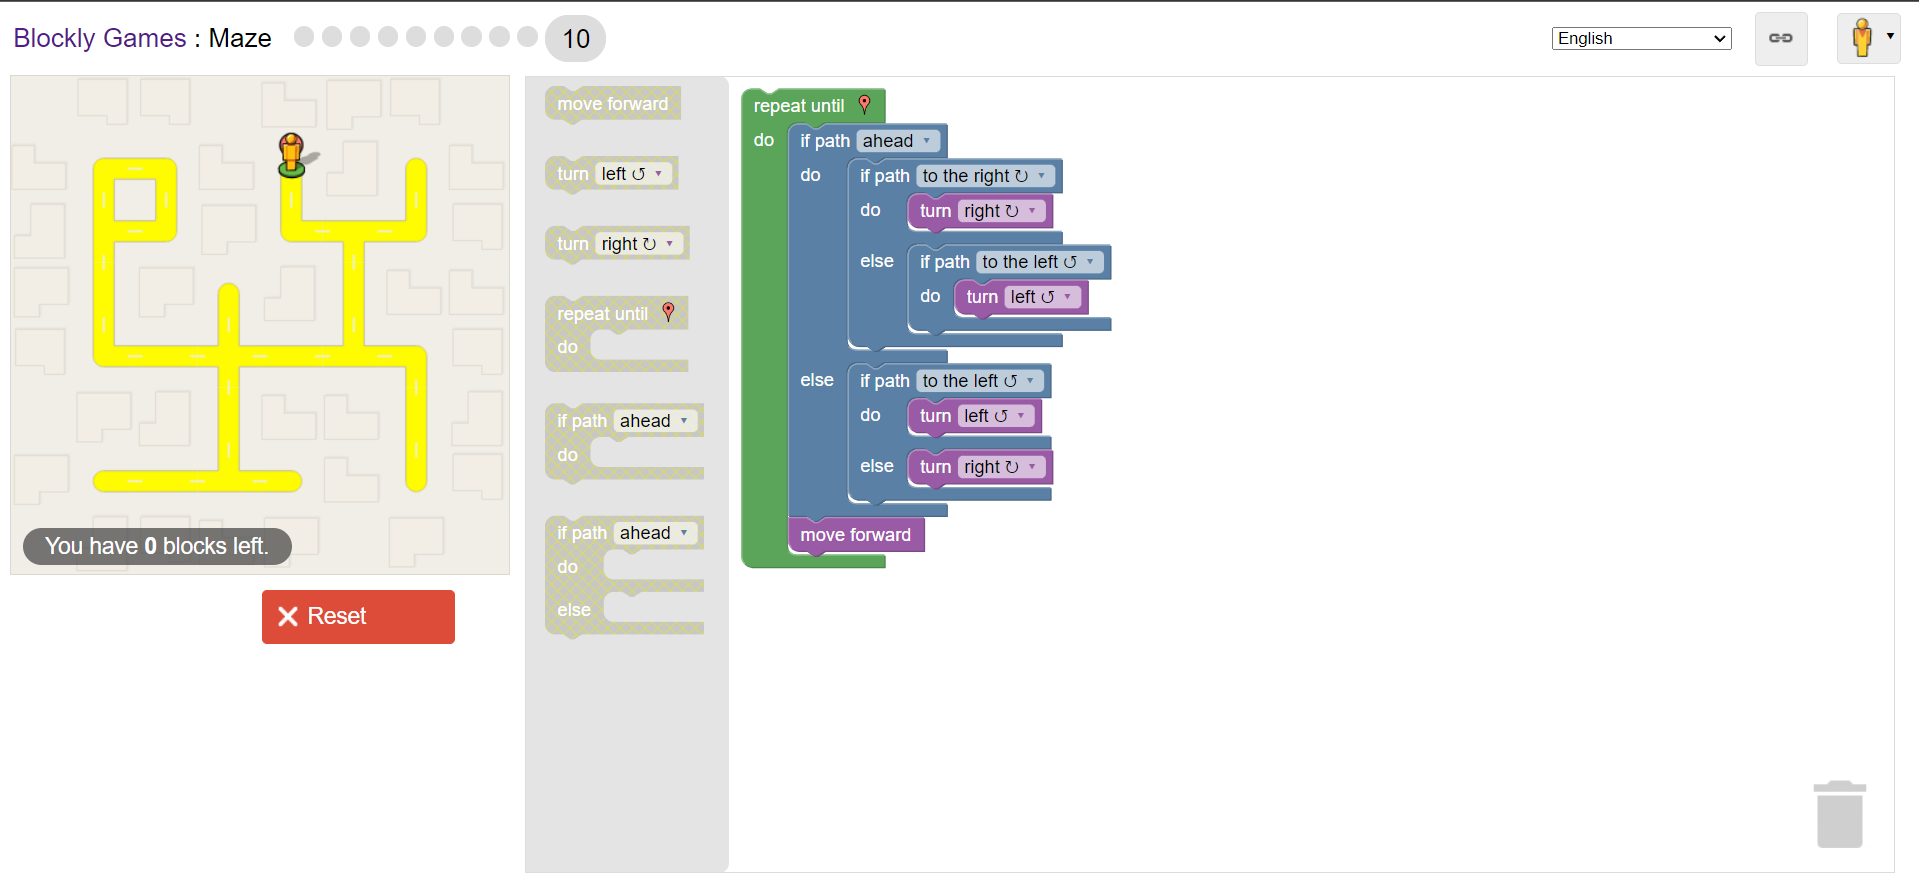 Blockly Games : Maze 10
English
You have 0 blocks left.
Reset
move forward
turn left ↺
turn right ↻
repeat until
do
if path ahead
do
if path ahead
do
else
repeat until
do if path ahead
do if path to the right ↻
do turn right ↻
else if path to the left ↺
do turn left ↺
else if path to the left ↺
do turn left ↺
else turn right ↻
move forward